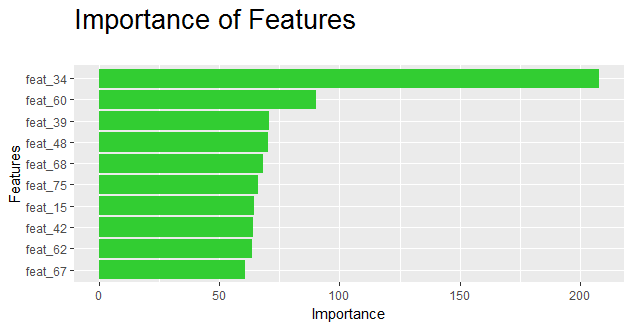 Importance of Features
Features
feat_34
feat_60
feat_39
feat_48
feat_68
feat_75
feat_15
feat_42
feat_62
feat_67
0 50 100 150 200
Importance